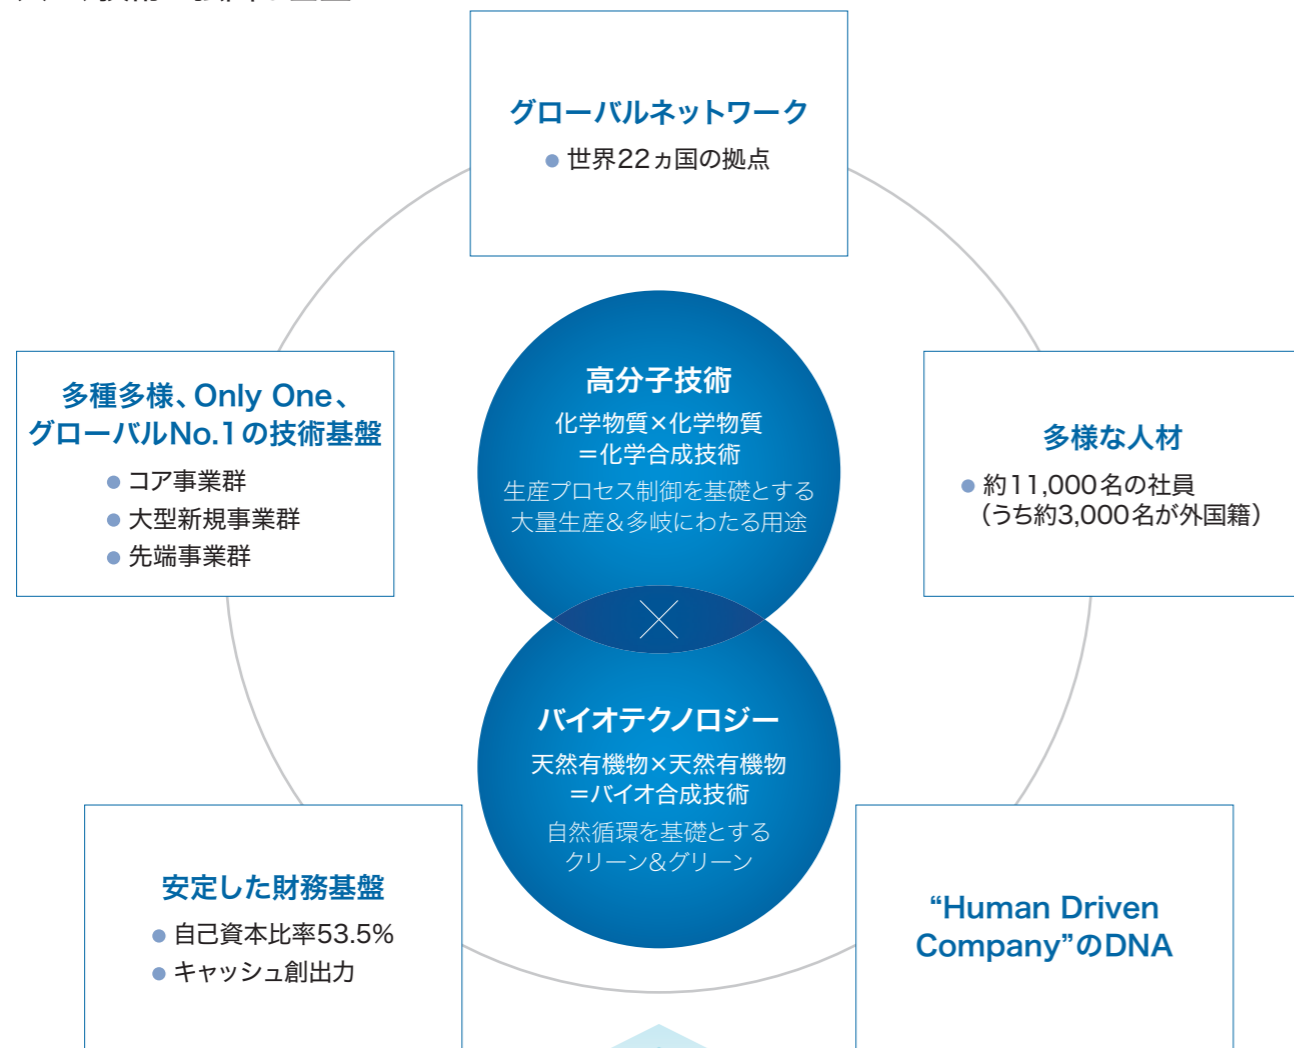 グローバルネットワーク
● 世界22ヵ国の拠点
多種多様、Only One、
グローバルNo.1の技術基盤
● コア事業群
● 大型新規事業群
● 先端事業群
高分子技術
化学物質×化学物質
＝化学合成技術
生産プロセス制御を基礎とする
大量生産&多岐にわたる用途
×
バイオテクノロジー
天然有機物×天然有機物
＝バイオ合成技術
自然循環を基礎とする
クリーン&グリーン
多様な人材
● 約11,000名の社員
（うち約3,000名が外国籍）
安定した財務基盤
● 自己資本比率53.5%
● キャッシュ創出力
“Human Driven
Company”のDNA